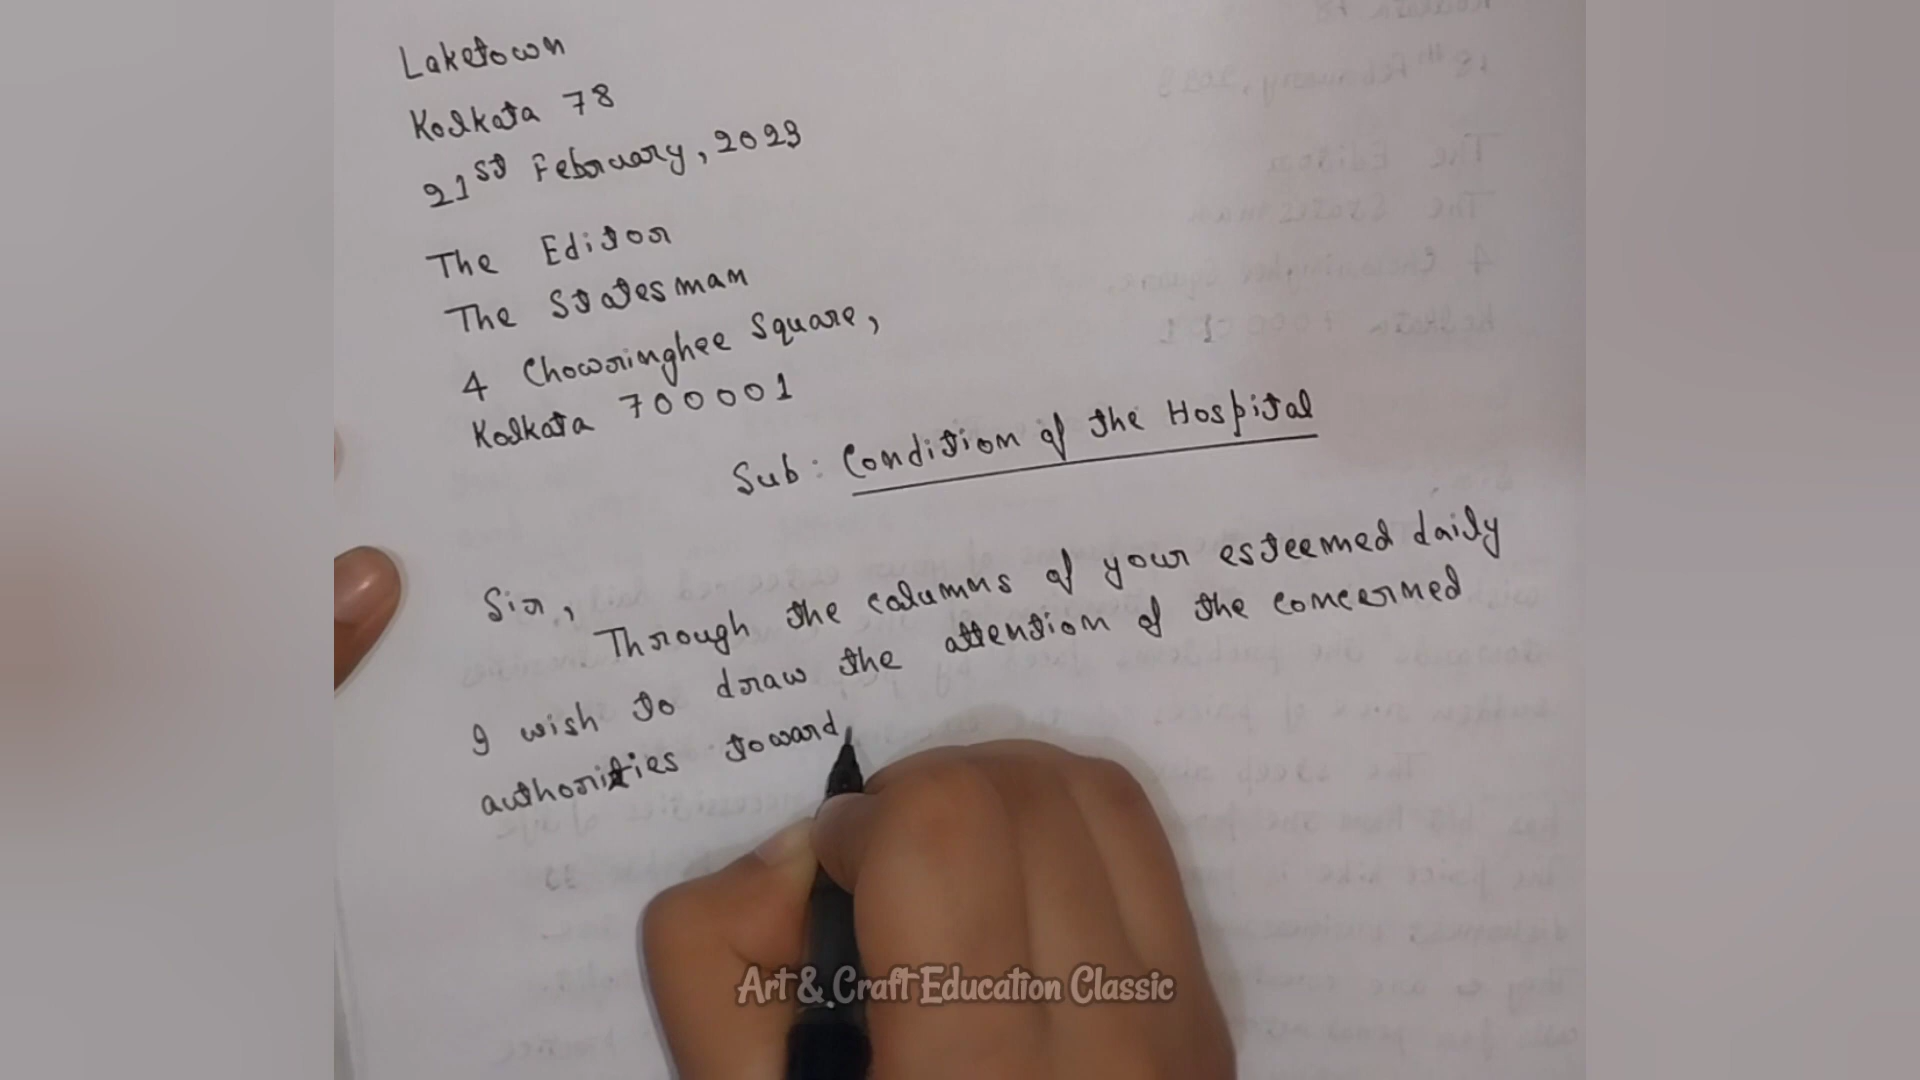 Laketown
Kolkata 78
21st February, 2023
The Editor
The Statesman
4 Chowringhee Square,
Kolkata 700001
Sub: Condition of the Hospital
Sir,
Through the columns of your esteemed daily
I wish to draw the attention of the concerned
authorities toward
Art & Craft Education Classic